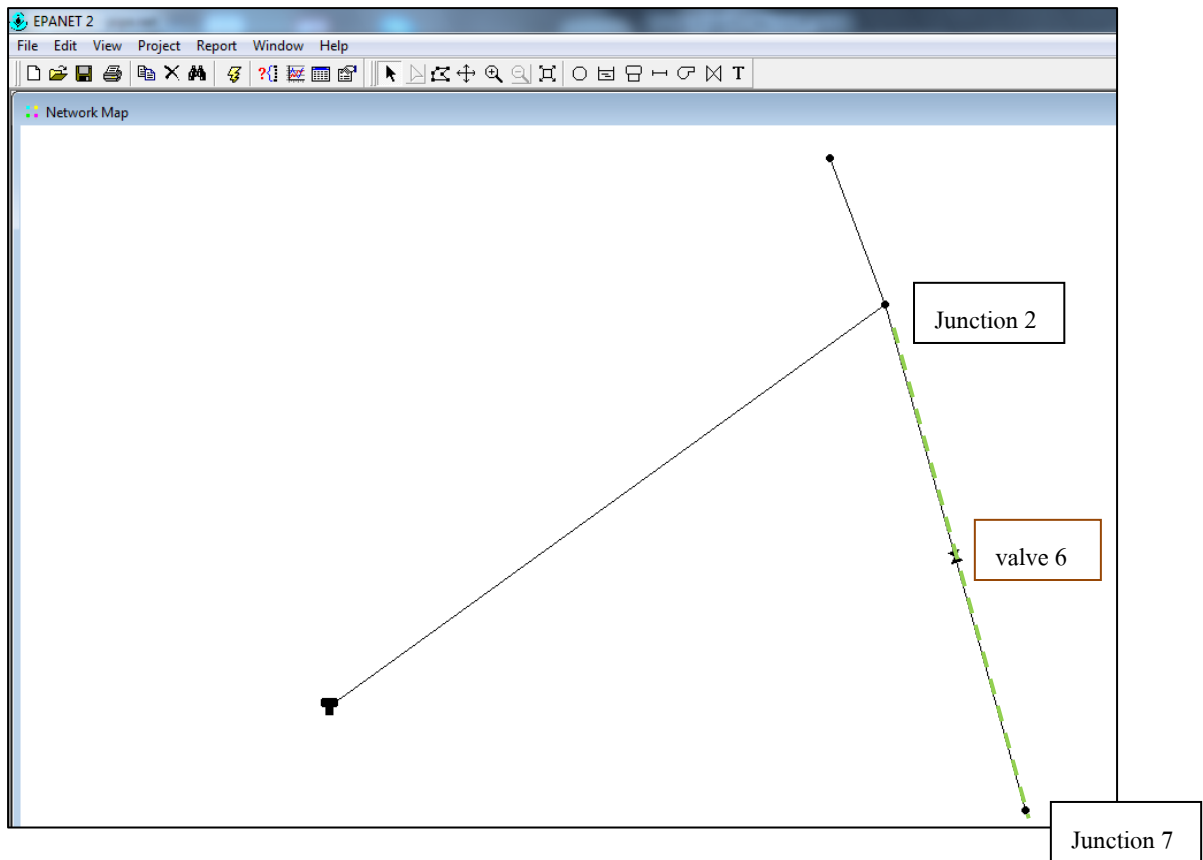 EPANET 2
File Edit View Project Report Window Help
T
Network Map
Junction 2
valve 6
Junction 7